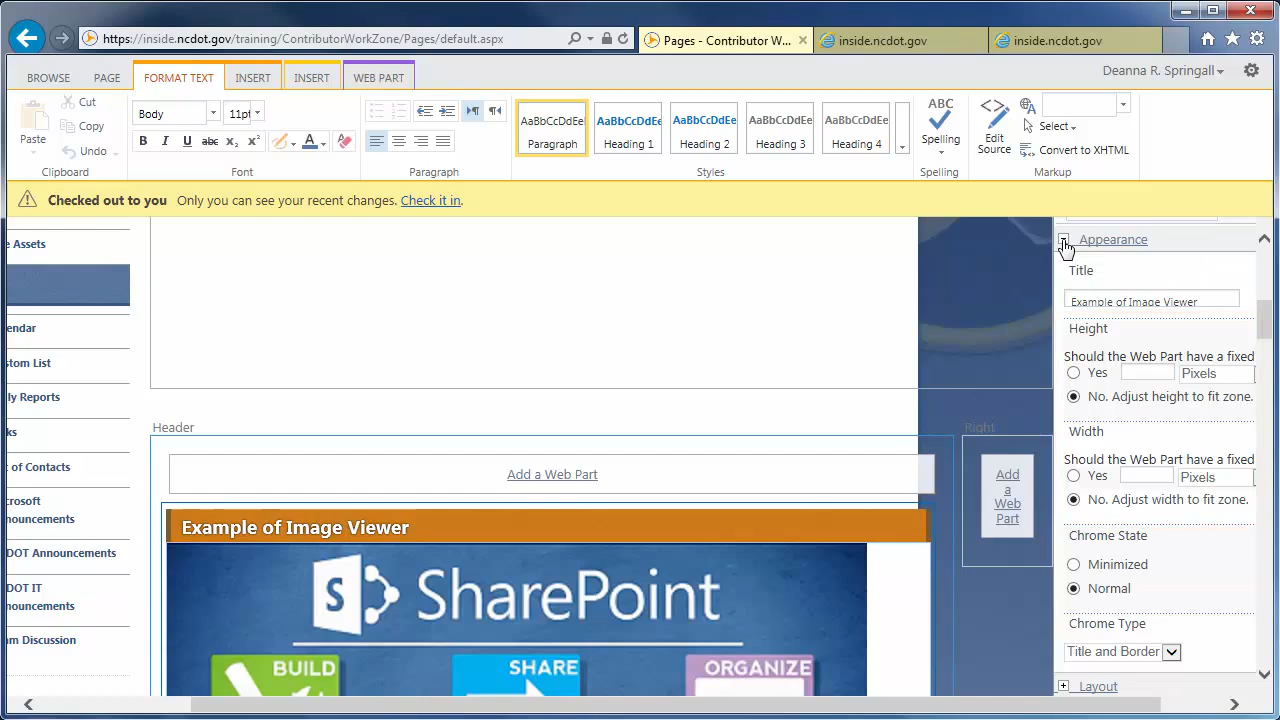 https://inside.ncdot.gov/training/ContributorWorkZone/Pages/default.aspx
Pages - Contributor W...
inside.ncdot.gov
inside.ncdot.gov
BROWSE
PAGE
FORMAT TEXT
INSERT
INSERT
WEB PART
Deanna R. Springall
Paste
Cut
Copy
Undo
Clipboard
Body
11pt
B I U abc x₂ x²
A
Font
Paragraph
AaBbCcDdEe
Paragraph
AaBbCcDdE
Heading 1
AaBbCcDdE
Heading 2
AaBbCcDdE
Heading 3
AaBbCcDdE
Heading 4
Styles
ABC
Spelling
Spelling
Edit
Source
Select
Convert to XHTML
Markup
Checked out to you Only you can see your recent changes. Check it in.
e Assets
endar
stom List
ly Reports
ks
t of Contacts
crosoft
nouncements
DOT Announcements
DOT IT
nouncements
am Discussion
Header
Add a Web Part
Example of Image Viewer
S SharePoint
BUILD
SHARE
ORGANIZE
Right
Add
a
Web
Part
Appearance
Title
Example of Image Viewer
Height
Should the Web Part have a fixed
Yes Pixels
No. Adjust height to fit zone.
Width
Should the Web Part have a fixed
Yes Pixels
No. Adjust width to fit zone.
Chrome State
Minimized
Normal
Chrome Type
Title and Border
Layout